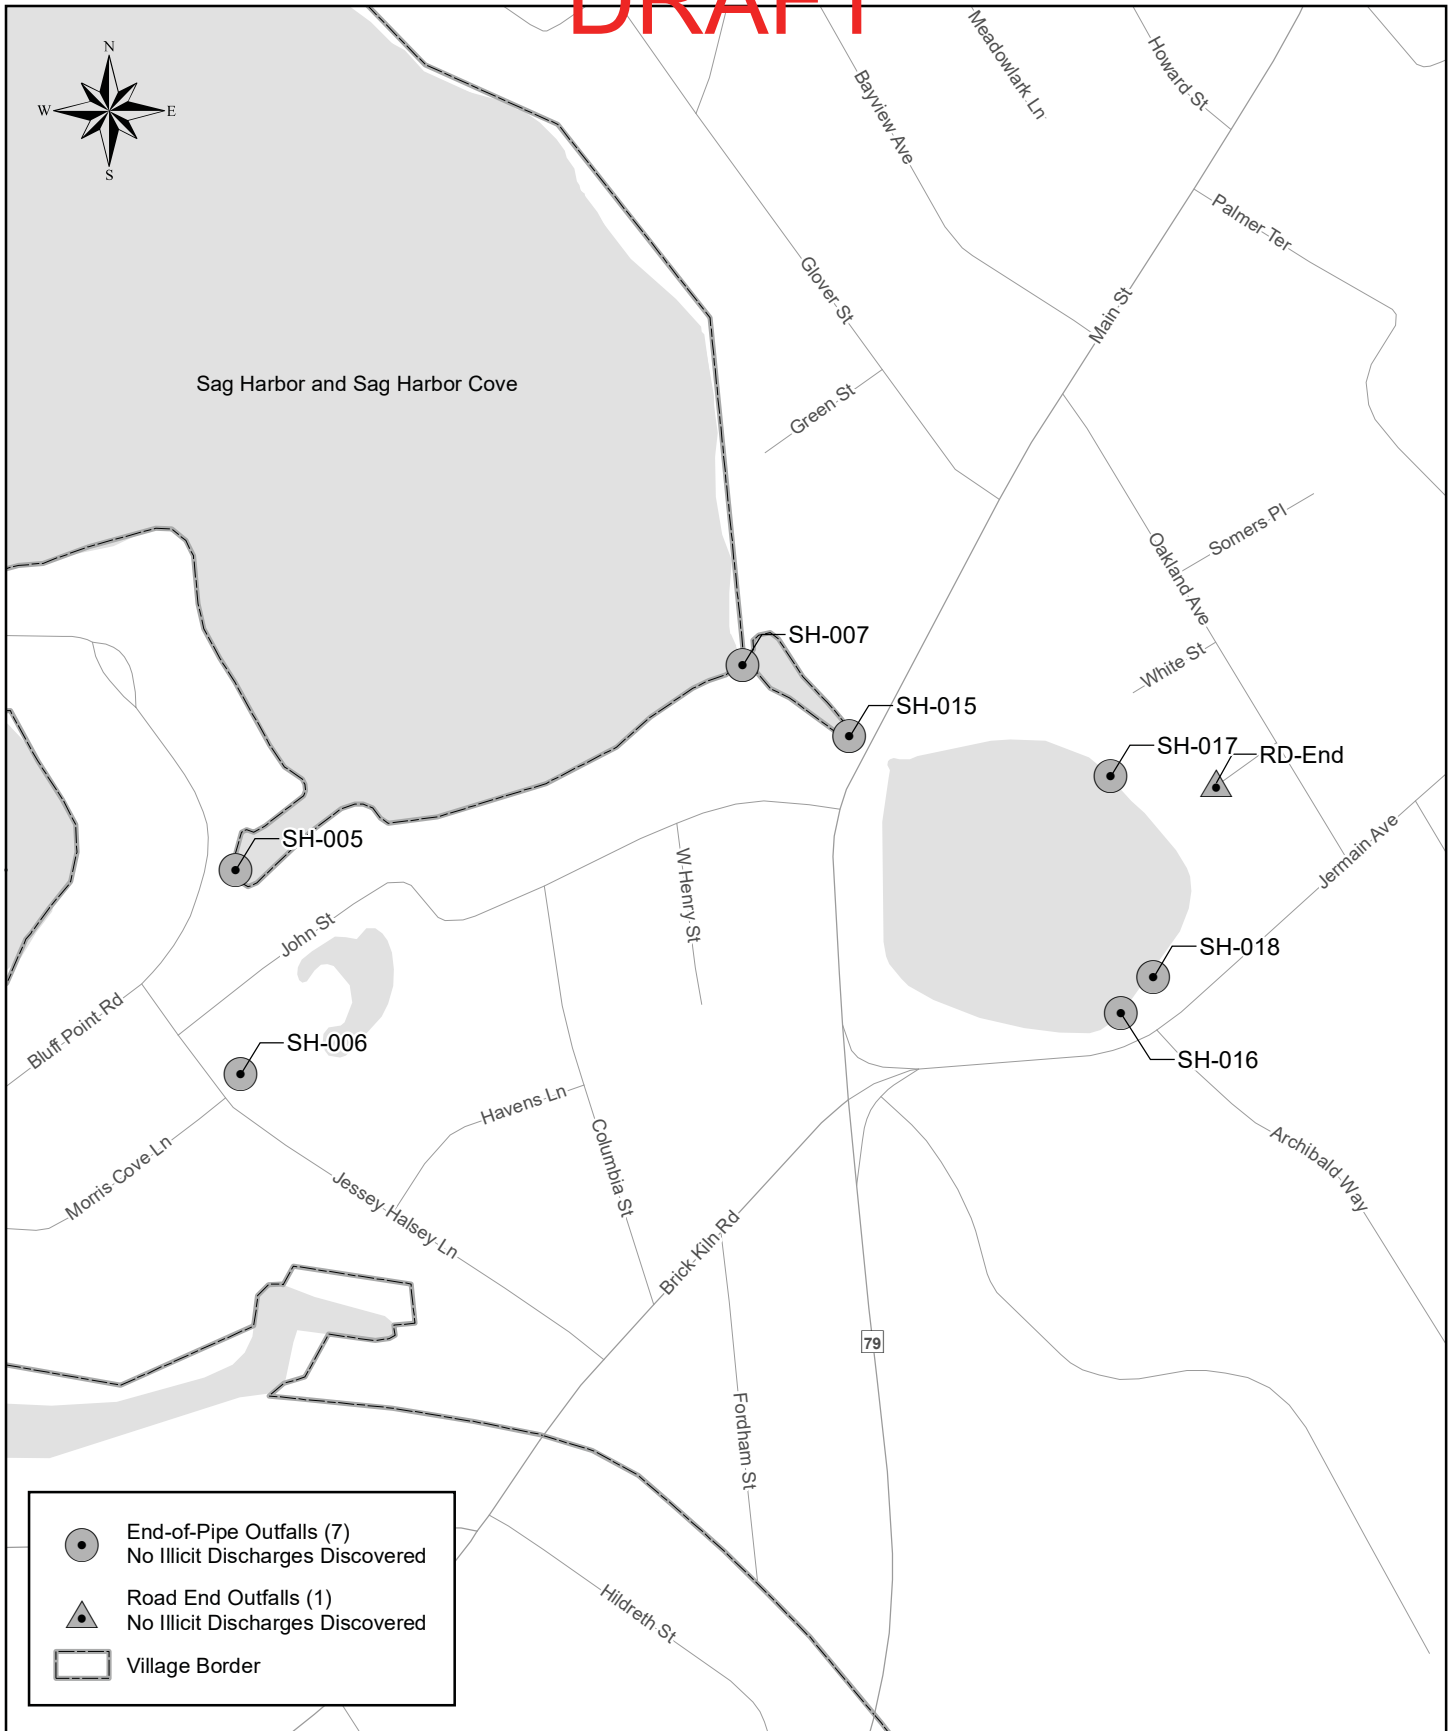 DRAFT
N
W E
S
Meadowlark Ln
Howard St
Bayview Ave
Palmer Ter
Glover St
Main St
Sag Harbor and Sag Harbor Cove
Green St
Somers Pl
Oakland Ave
SH-007
White St
SH-015
SH-017
RD-End
SH-005
Jermain Ave
W Henry St
John St
SH-018
Bluff Point Rd
SH-006
SH-016
Havens Ln
Columbia St
Archibald Way
Morris Cove Ln
Jessey Halsey Ln
Brick Kiln Rd
79
Fordham St
Hildreth St
End-of-Pipe Outfalls (7)
No Illicit Discharges Discovered
Road End Outfalls (1)
No Illicit Discharges Discovered
Village Border